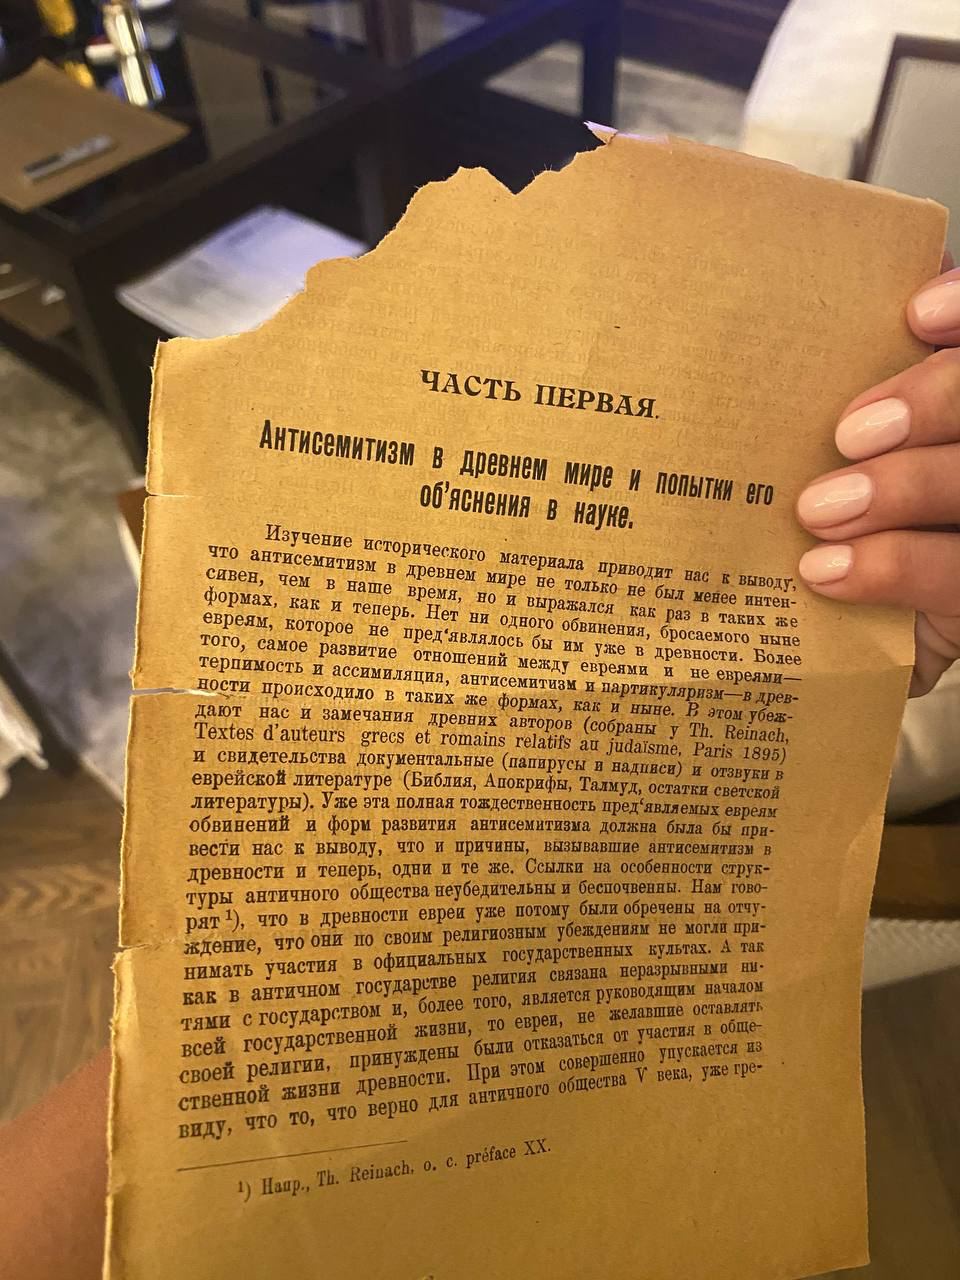 ЧАСТЬ ПЕРВАЯ.
Антисемитизм в древнем мире и попытки его
об'яснения в науке.
Изучение исторического материала приводит нас к выводу,
что антисемитизм в древнем мире не только не был менее интен-
сивен, чем в наше время, но и выражался как раз в таких же
формах, как и теперь. Нет ни одного обвинения, бросаемого ныне
евреям, которое не пред'являлось бы им уже в древности. Более
того, самое развитие отношений между евреями и не евреями—
терпимость и ассимиляция, антисемитизм и партикуляризм—в древ-
ности происходило в таких же формах, как и ныне. В этом убеж-
дают нас и замечания древних авторов (собраны у Th. Reinach,
Textes d'auteurs grecs et romains relatifs au judaïsme, Paris 1895)
и свидетельства документальные (папирусы и надписи) и отзвуки в
еврейской литературе (Библия, Апокрифы, Талмуд, остатки светской
литературы). Уже эта полная тождественность пред'являемых евреям
обвинений и форм развития антисемитизма должна была бы при-
вести нас к выводу, что и причины, вызывавшие антисемитизм в
древности и теперь, одни и те же. Ссылки на особенности струк-
туры античного общества неубедительны и беспочвенны. Нам гово-
рят ¹), что в древности евреи уже потому были обречены на отчу-
ждение, что они по своим религиозным убеждениям не могли при-
нимать участия в официальных государственных культах. А так
как в античном государстве религия связана неразрывными ни-
тями с государством и, более того, является руководящим началом
всей государственной жизни, то евреи, не желавшие оставлять
своей религии, принуждены были отказаться от участия в обще-
ственной жизни древности. При этом совершенно упускается из
виду, что то, что верно для античного общества V века, уже гре-
¹) Напр., Th. Reinach, o. c. préface XX.